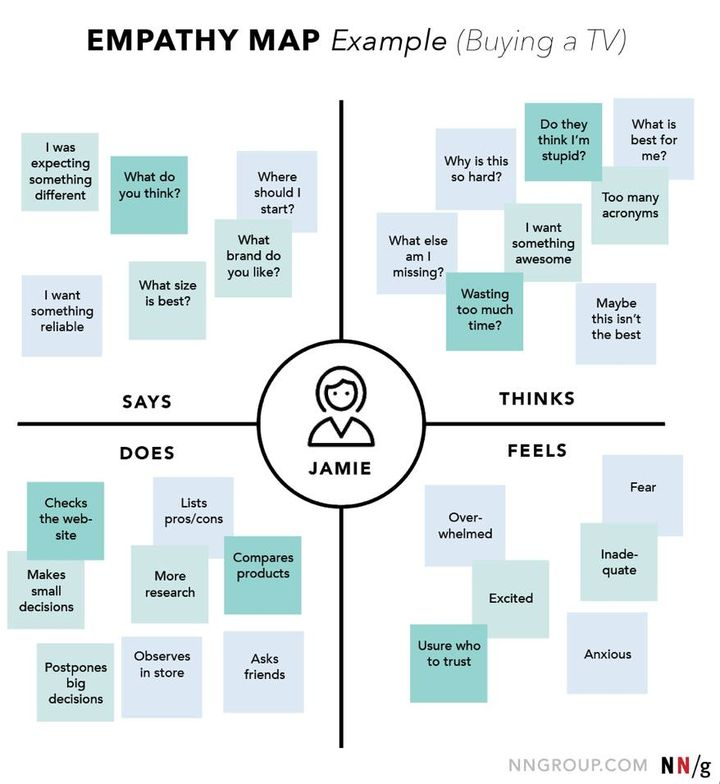 EMPATHY MAP Example (Buying a TV)
I was
expecting
something
different
What do
you think?
Where
should I
start?
What
brand do
you like?
What size
is best?
I want
something
reliable
SAYS
Do they
think I'm
stupid?
What is
best for
me?
Why is this
so hard?
Too many
acronyms
I want
something
awesome
What else
am I
missing?
Wasting
too much
time?
Maybe
this isn't
the best
THINKS
JAMIE
DOES
Checks
the web-
site
Lists
pros/cons
Compares
products
Makes
small
decisions
More
research
Postpones
big
decisions
Observes
in store
Asks
friends
FEELS
Fear
Over-
whelmed
Inade-
quate
Excited
Usure who
to trust
Anxious
NNGROUP.COM NN/g